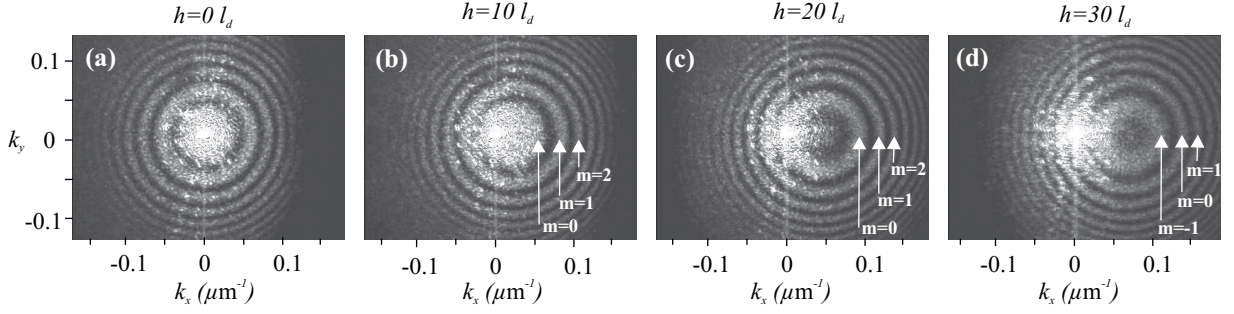 h=0 l_d
h=10 l_d
h=20 l_d
h=30 l_d
(a)
(b)
(c)
(d)
0.1
0
-0.1
k_y
m=2
m=1
m=0
m=2
m=1
m=0
m=1
m=0
m=-1
-0.1 0 0.1
-0.1 0 0.1
-0.1 0 0.1
-0.1 0 0.1
k_x (μm⁻¹)
k_x (μm⁻¹)
k_x (μm⁻¹)
k_x (μm⁻¹)